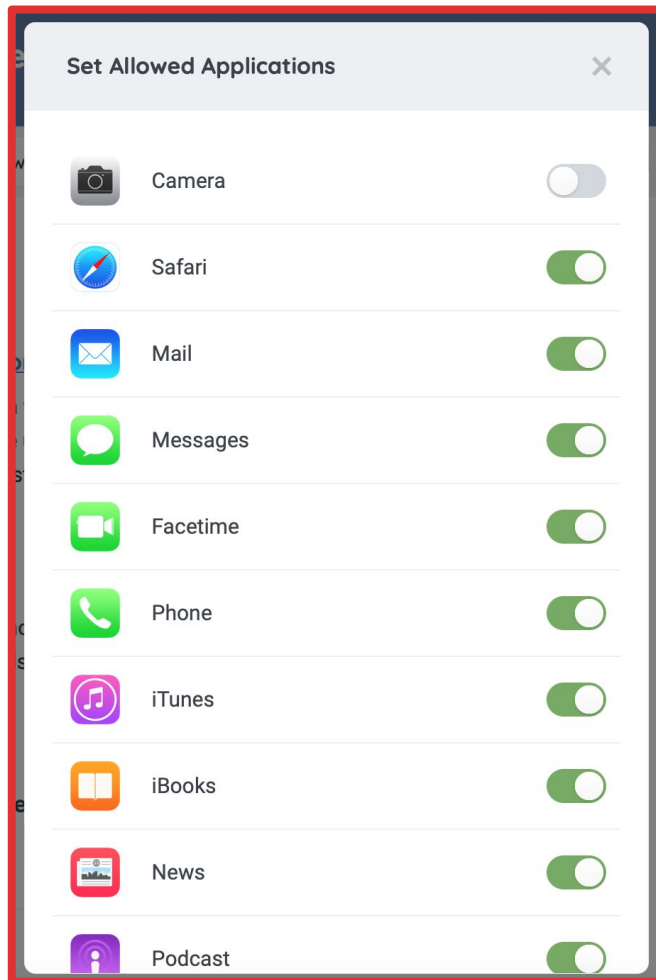 Set Allowed Applications
Camera
Safari
Mail
Messages
Facetime
Phone
iTunes
iBooks
News
Podcast